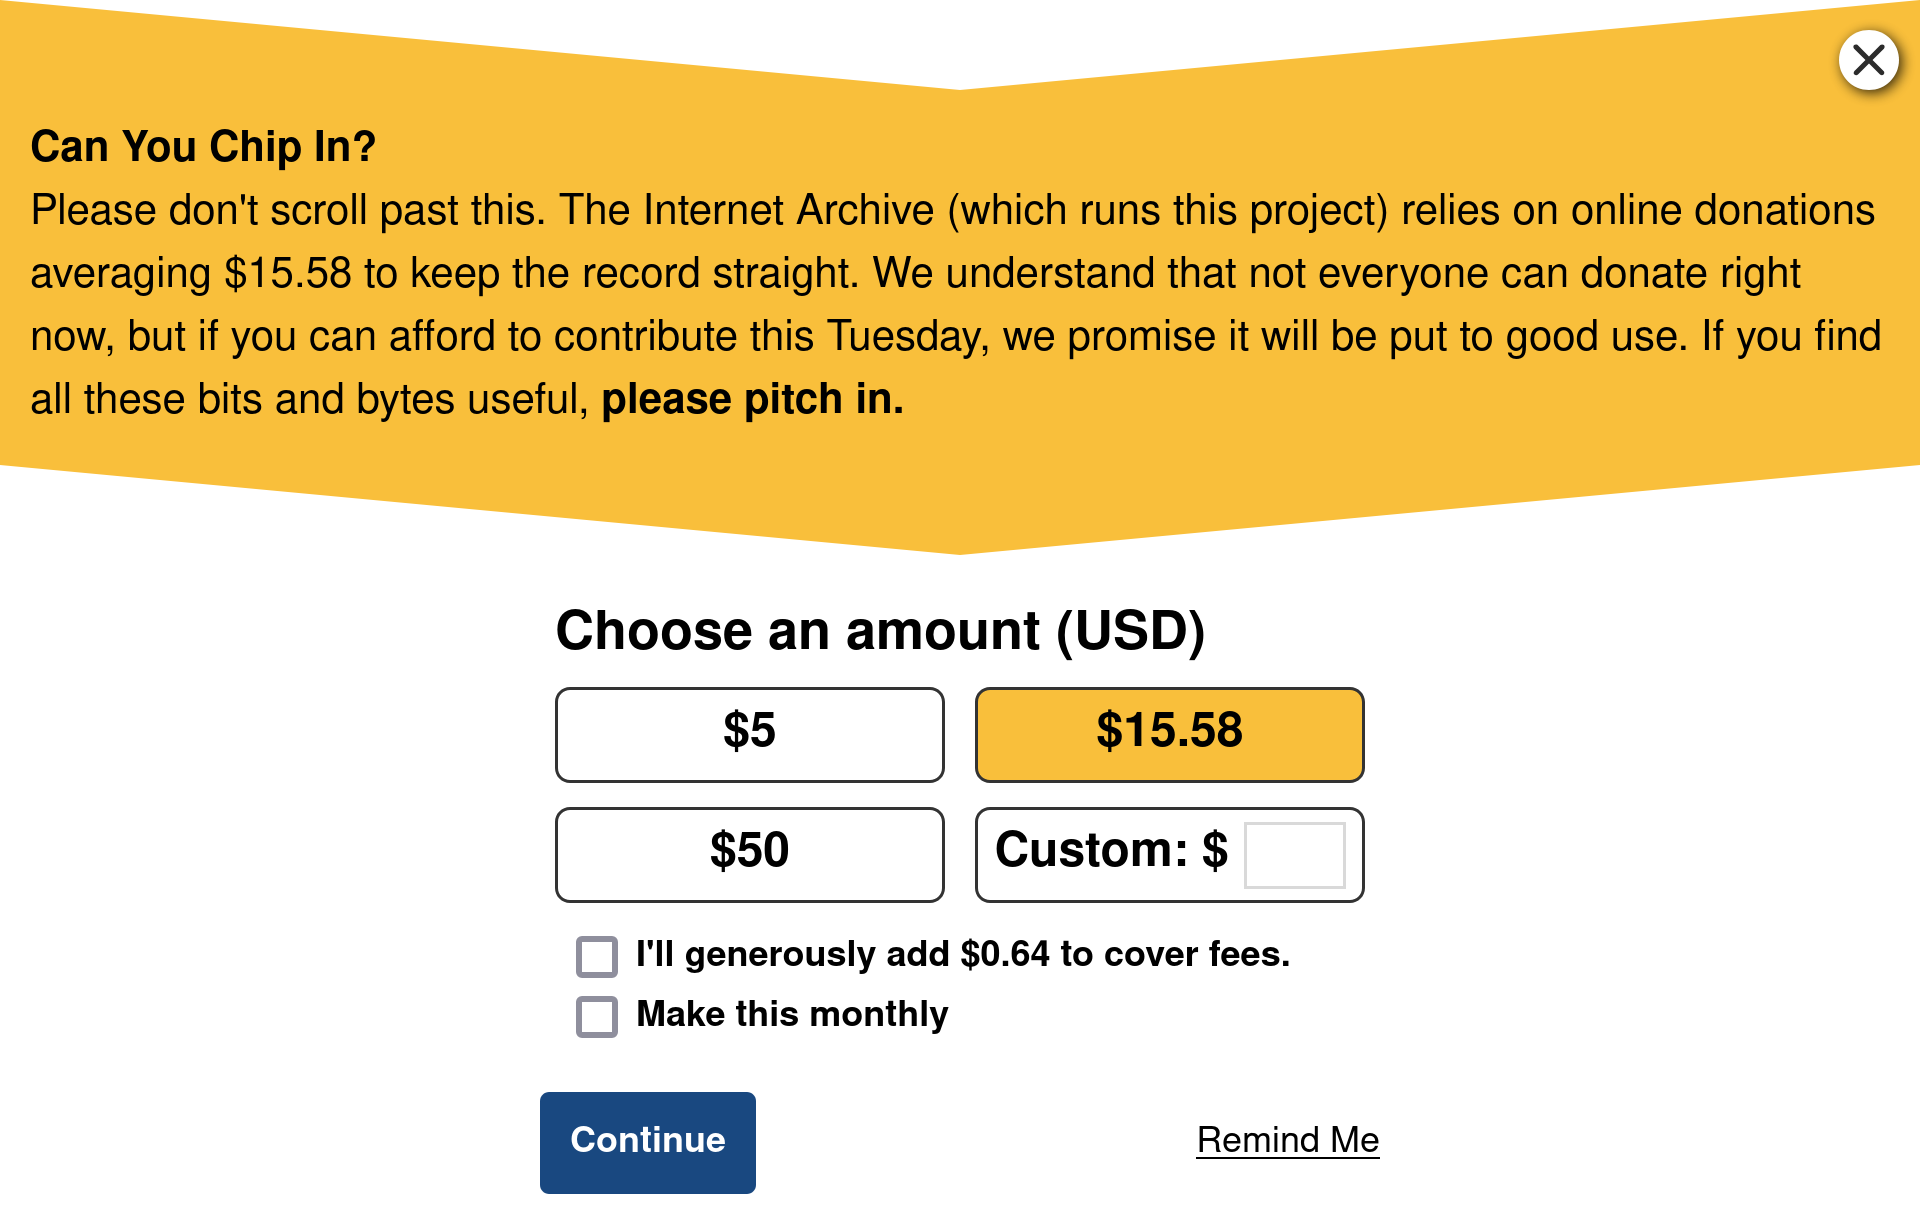 Can You Chip In?
Please don't scroll past this. The Internet Archive (which runs this project) relies on online donations
averaging $15.58 to keep the record straight. We understand that not everyone can donate right
now, but if you can afford to contribute this Tuesday, we promise it will be put to good use. If you find
all these bits and bytes useful, please pitch in.
Choose an amount (USD)
$5
$15.58
$50
Custom: $
I'll generously add $0.64 to cover fees.
Make this monthly
Continue
Remind Me